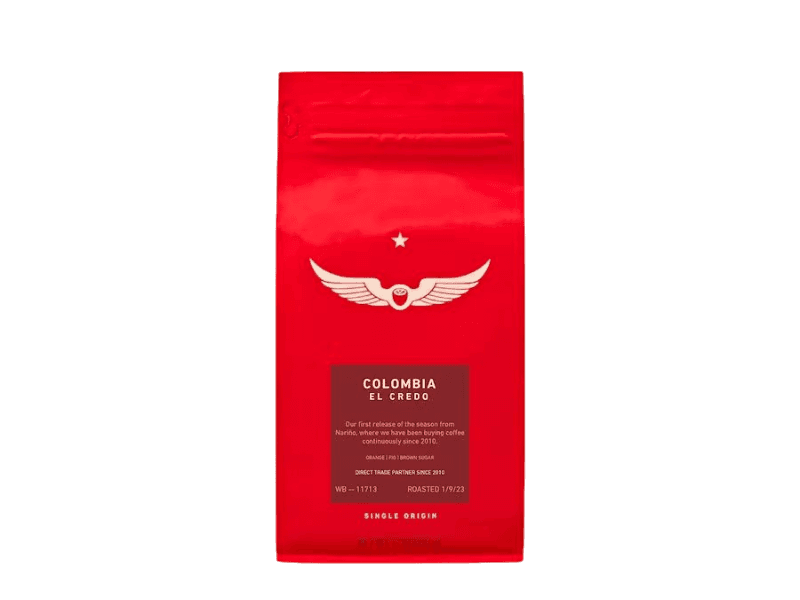 COLOMBIA
EL CREDO
Our first release of the season from
Nariño, where we have been buying coffee
continuously since 2010.
ORANGE | FIG | BROWN SUGAR
DIRECT TRADE PARTNER SINCE 2010
WB — 11713 ROASTED 1/9/23
SINGLE ORIGIN